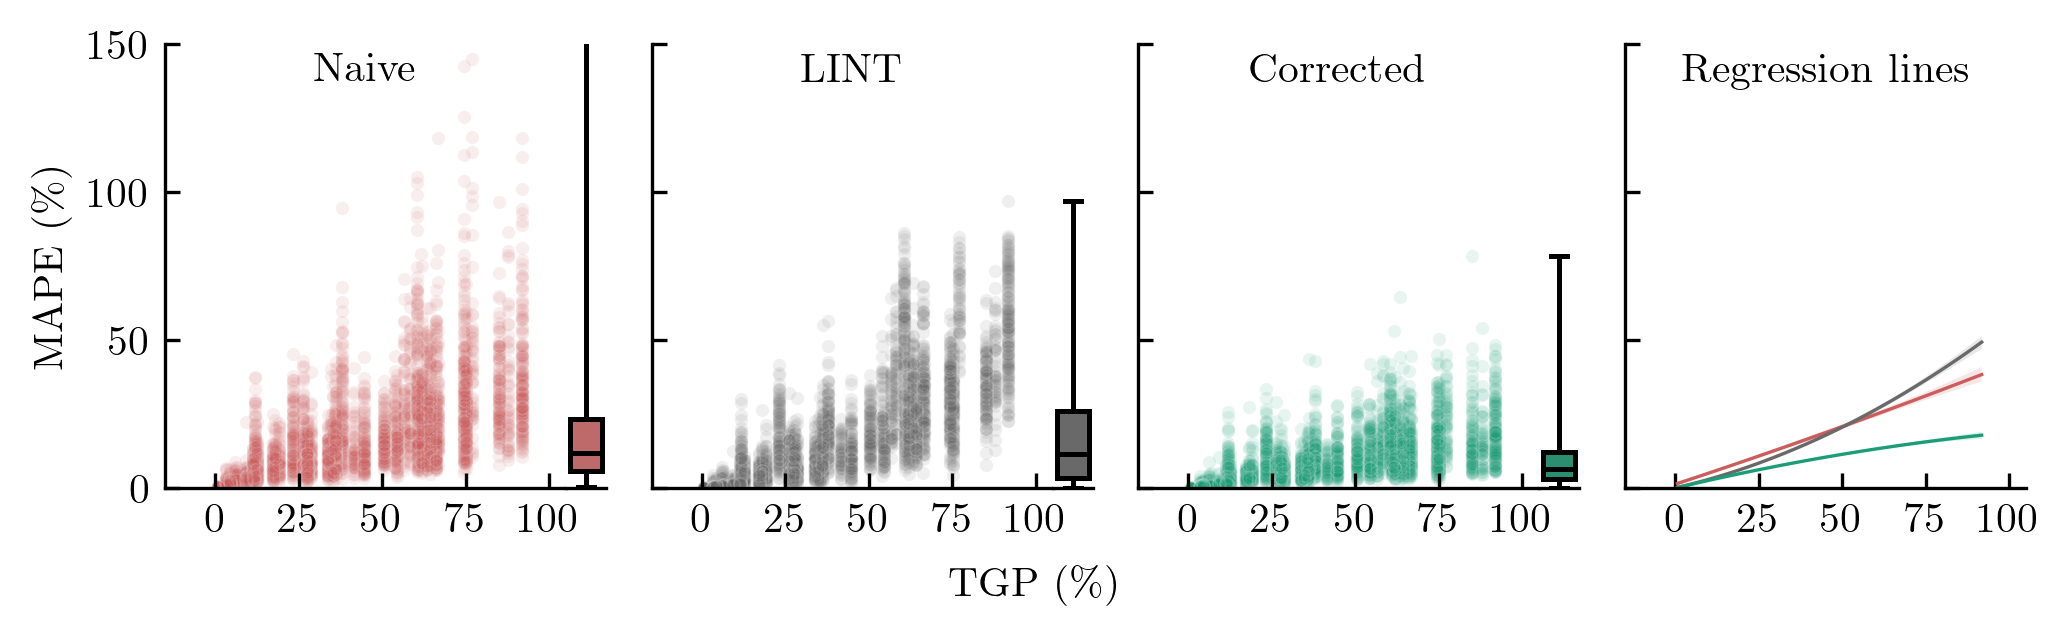 Naive
LINT
Corrected
Regression lines
MAPE (%)
150
100
50
0
0 25 50 75 100
0 25 50 75 100
0 25 50 75 100
0 25 50 75 100
TGP (%)